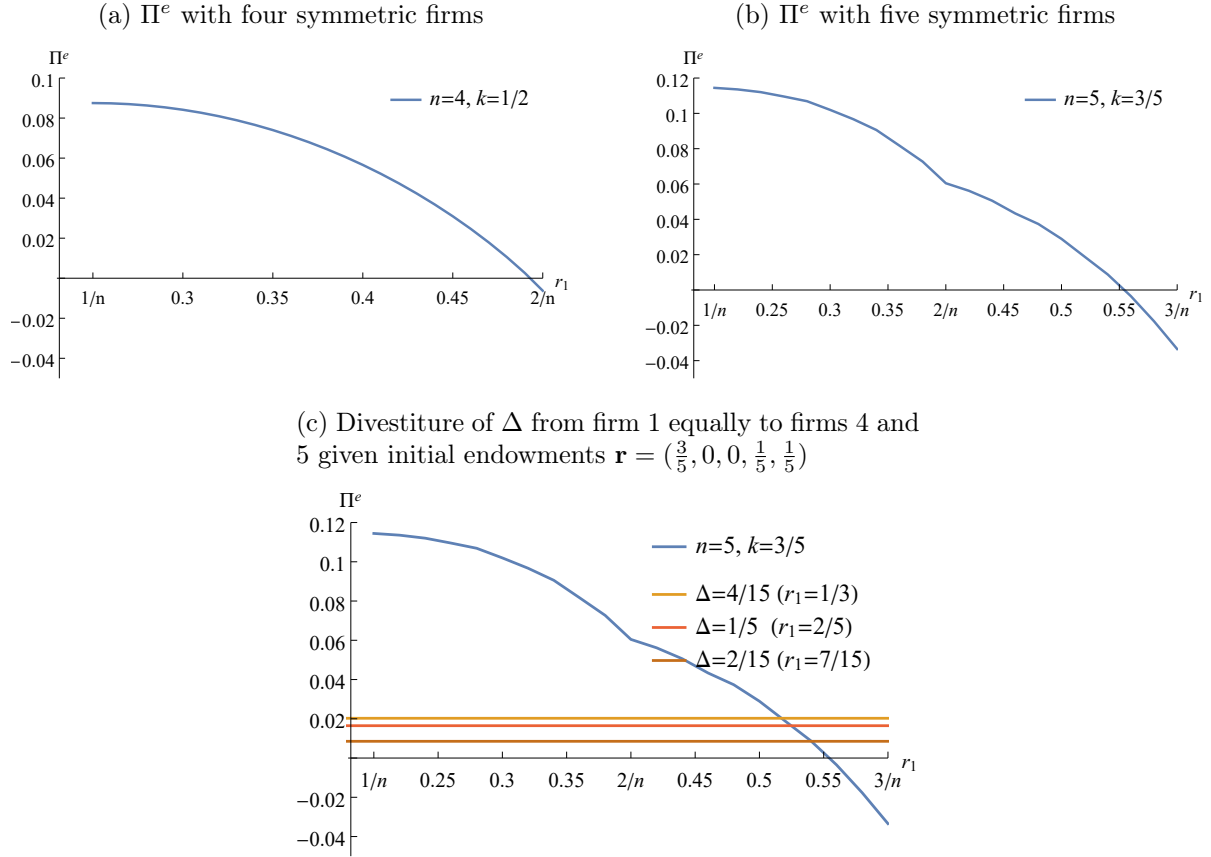 (a) Πᵉ with four symmetric firms
Πᵉ
0.1
0.08
0.06
0.04
0.02
−0.02
−0.04
1/n
0.3
0.35
0.4
0.45
2/n
r₁
n=4, k=1/2
(b) Πᵉ with five symmetric firms
Πᵉ
0.12
0.1
0.08
0.06
0.04
0.02
−0.02
−0.04
1/n
0.25
0.3
0.35
2/n
0.45
0.5
0.55
3/n
r₁
n=5, k=3/5
(c) Divestiture of Δ from firm 1 equally to firms 4 and
5 given initial endowments r = (3/5, 0, 0, 1/5, 1/5)
Πᵉ
0.12
0.1
0.08
0.06
0.04
0.02
−0.02
−0.04
1/n
0.25
0.3
0.35
2/n
0.45
0.5
0.55
3/n
r₁
n=5, k=3/5
Δ=4/15 (r₁=1/3)
Δ=1/5 (r₁=2/5)
Δ=2/15 (r₁=7/15)